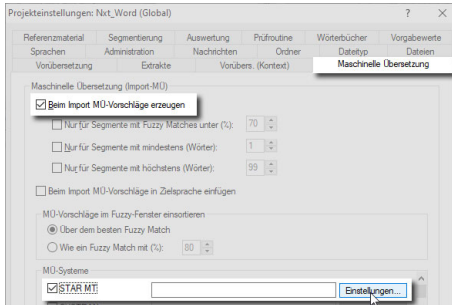 Projekteinstellungen: Nxt_Word (Global) ? ×
Referenzmaterial Segmentierung Auswertung Prüfroutine Wörterbücher Vorgabewerte
Sprachen Administration Nachrichten Ordner Dateityp Dateien
Vorübersetzung Extrakte Vorübers. (Kontext) Maschinelle Übersetzung
Maschinelle Übersetzung (Import-MÜ)
Beim Import MÜ-Vorschläge erzeugen
Nur für Segmente mit Fuzzy Matches unter (%): 70
Nur für Segmente mit mindestens (Wörter): 1
Nur für Segmente mit höchstens (Wörter): 99
Beim Import MÜ-Vorschläge in Zielsprache einfügen
MÜ-Vorschläge im Fuzzy-Fenster einsortieren
Über dem besten Fuzzy Match
Wie ein Fuzzy Match mit (%): 80
MÜ-Systeme
STAR MT Einstellungen...